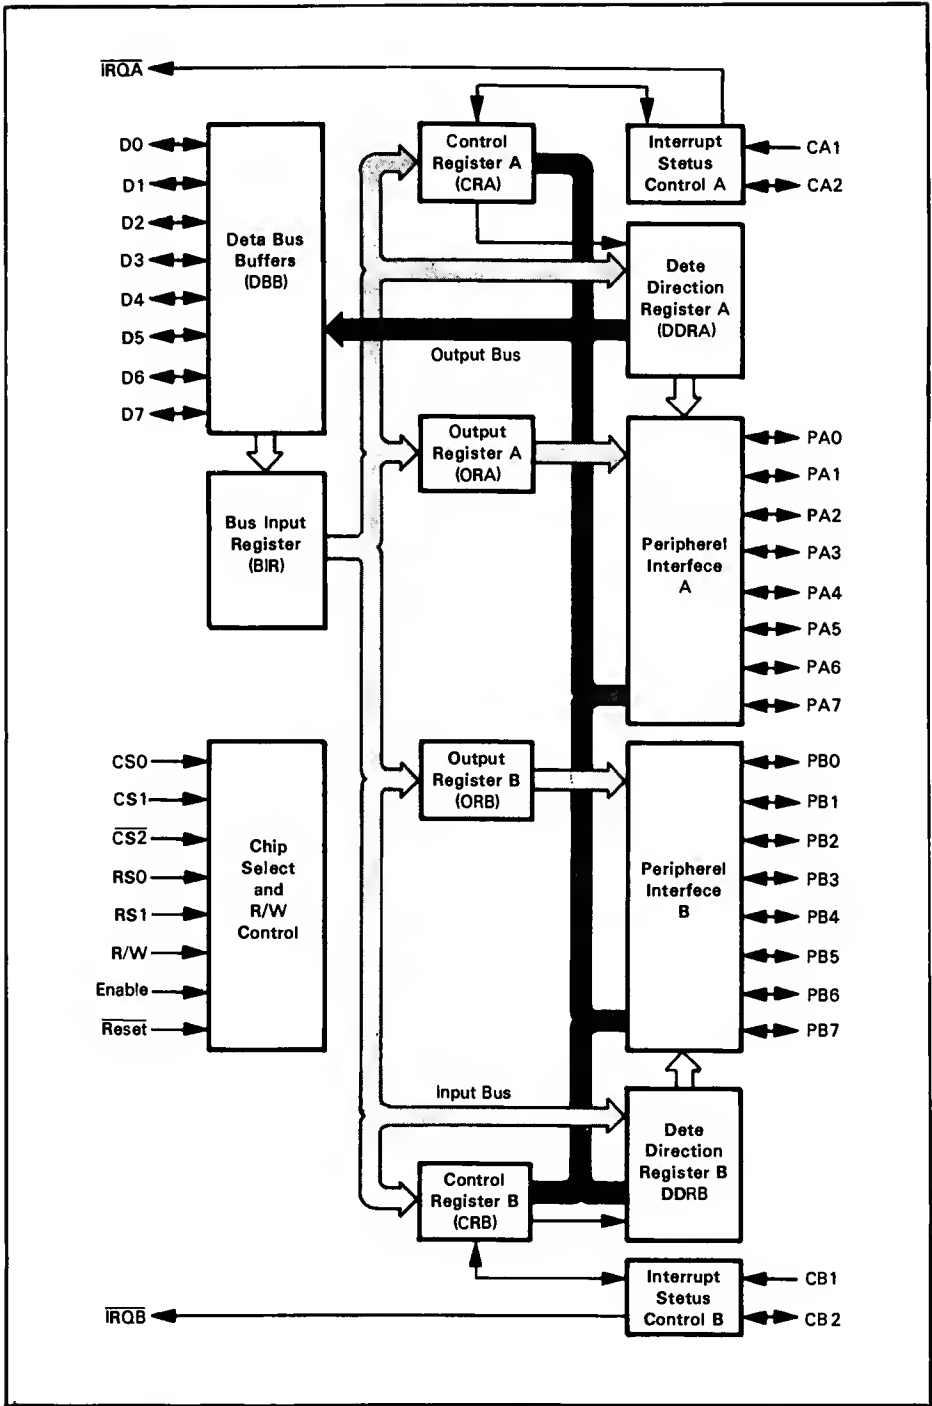 IRQA
D0
D1
D2
D3
D4
D5
D6
D7
Deta Bus
Buffers
(DBB)
Control
Register A
(CRA)
Interrupt
Stetus
Control A
CA1
CA2
Dete
Direction
Register A
(DDRA)
Output Bus
Output
Register A
(ORA)
Bus Input
Register
(BIR)
Peripherel
Interfece
A
PA0
PA1
PA2
PA3
PA4
PA5
PA6
PA7
CS0
CS1
CS2
RS0
RS1
R/W
Enable
Reset
Chip
Select
and
R/W
Control
Output
Register B
(ORB)
Peripherel
Interfece
B
PB0
PB1
PB2
PB3
PB4
PB5
PB6
PB7
Input Bus
Dete
Direction
Register B
DDRB
Control
Register B
(CRB)
Interrupt
Stetus
Control B
CB1
CB2
IRQB